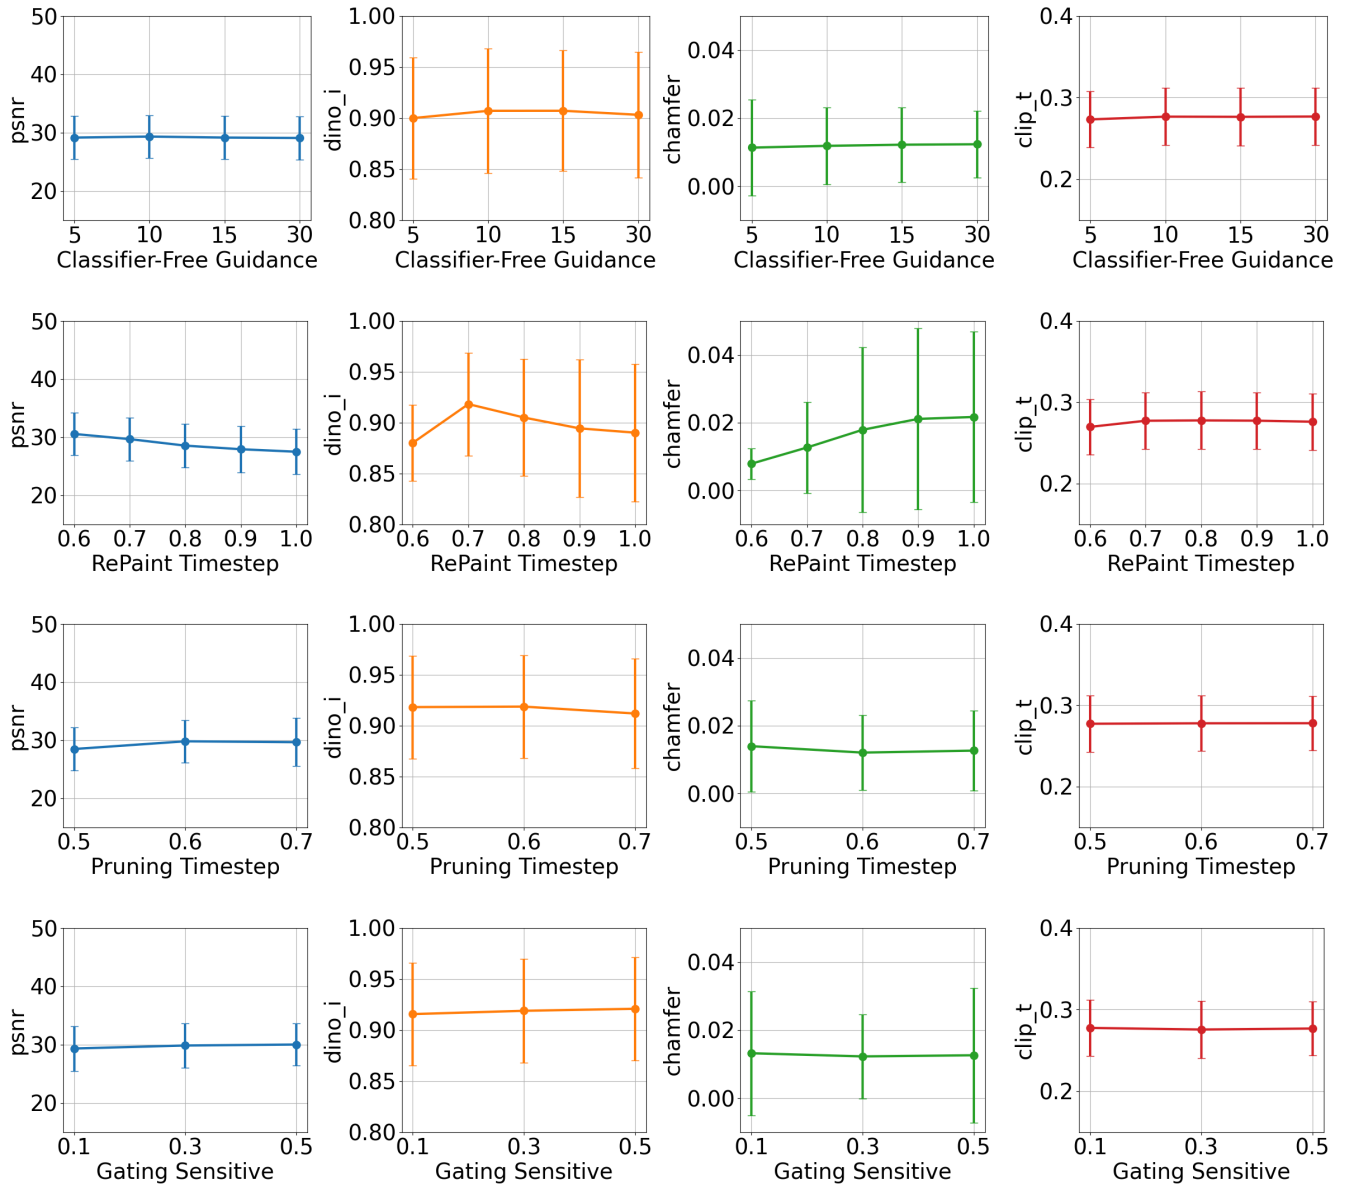 psnr
50
40
30
20
5 10 15 30
Classifier-Free Guidance
dino_i
1.00
0.95
0.90
0.85
0.80
5 10 15 30
Classifier-Free Guidance
chamfer
0.04
0.02
0.00
5 10 15 30
Classifier-Free Guidance
clip_t
0.4
0.3
0.2
5 10 15 30
Classifier-Free Guidance
psnr
50
40
30
20
0.6 0.7 0.8 0.9 1.0
RePaint Timestep
dino_i
1.00
0.95
0.90
0.85
0.80
0.6 0.7 0.8 0.9 1.0
RePaint Timestep
chamfer
0.04
0.02
0.00
0.6 0.7 0.8 0.9 1.0
RePaint Timestep
clip_t
0.4
0.3
0.2
0.6 0.7 0.8 0.9 1.0
RePaint Timestep
psnr
50
40
30
20
0.5 0.6 0.7
Pruning Timestep
dino_i
1.00
0.95
0.90
0.85
0.80
0.5 0.6 0.7
Pruning Timestep
chamfer
0.04
0.02
0.00
0.5 0.6 0.7
Pruning Timestep
clip_t
0.4
0.3
0.2
0.5 0.6 0.7
Pruning Timestep
psnr
50
40
30
20
0.1 0.3 0.5
Gating Sensitive
dino_i
1.00
0.95
0.90
0.85
0.80
0.1 0.3 0.5
Gating Sensitive
chamfer
0.04
0.02
0.00
0.1 0.3 0.5
Gating Sensitive
clip_t
0.4
0.3
0.2
0.1 0.3 0.5
Gating Sensitive